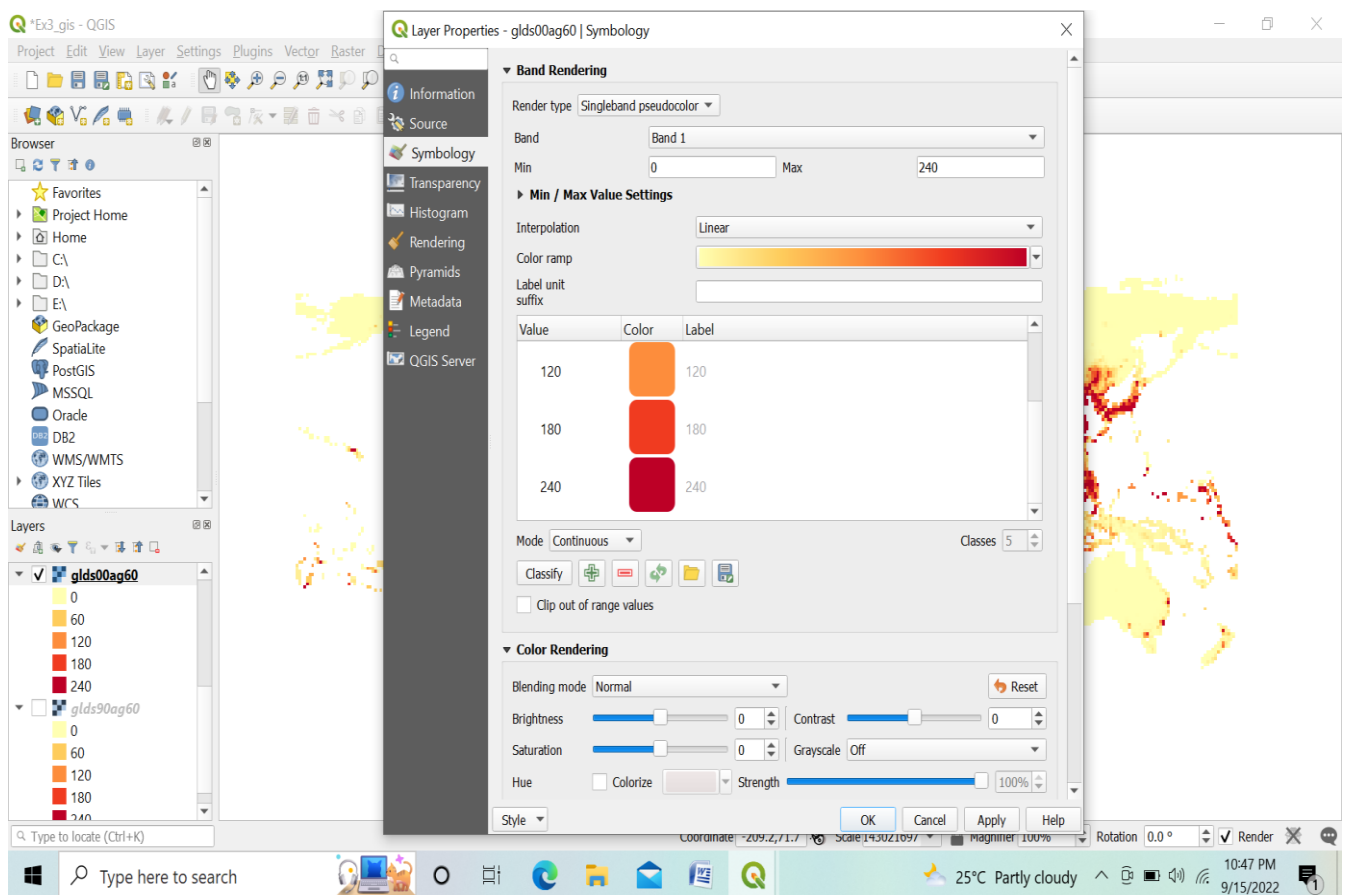 *Ex3_gis - QGIS
Project Edit View Layer Settings Plugins Vector Raster D
Browser
Favorites
Project Home
Home
C:\
D:\
E:\
GeoPackage
SpatiaLite
PostGIS
MSSQL
Oracle
DB2
DB2
WMS/WMTS
XYZ Tiles
WCS
Layers
glds00ag60
0
60
120
180
240
glds90ag60
0
60
120
180
240
Type to locate (Ctrl+K)
Layer Properties - glds00ag60 | Symbology
Information
Source
Symbology
Transparency
Histogram
Rendering
Pyramids
Metadata
Legend
QGIS Server
Band Rendering
Render type Singleband pseudocolor
Band Band 1
Min 0 Max 240
Min / Max Value Settings
Interpolation Linear
Color ramp
Label unit
suffix
Value Color Label
120 120
180 180
240 240
Mode Continuous Classes 5
Classify
Clip out of range values
Color Rendering
Blending mode Normal Reset
Brightness 0 Contrast 0
Saturation 0 Grayscale Off
Hue Colorize Strength 100%
Style OK Cancel Apply Help
Coordinate -209.2,71.7 Scale 143021697 Magnifier 100% Rotation 0.0 ° Render
Type here to search
25°C Partly cloudy
10:47 PM
9/15/2022
1